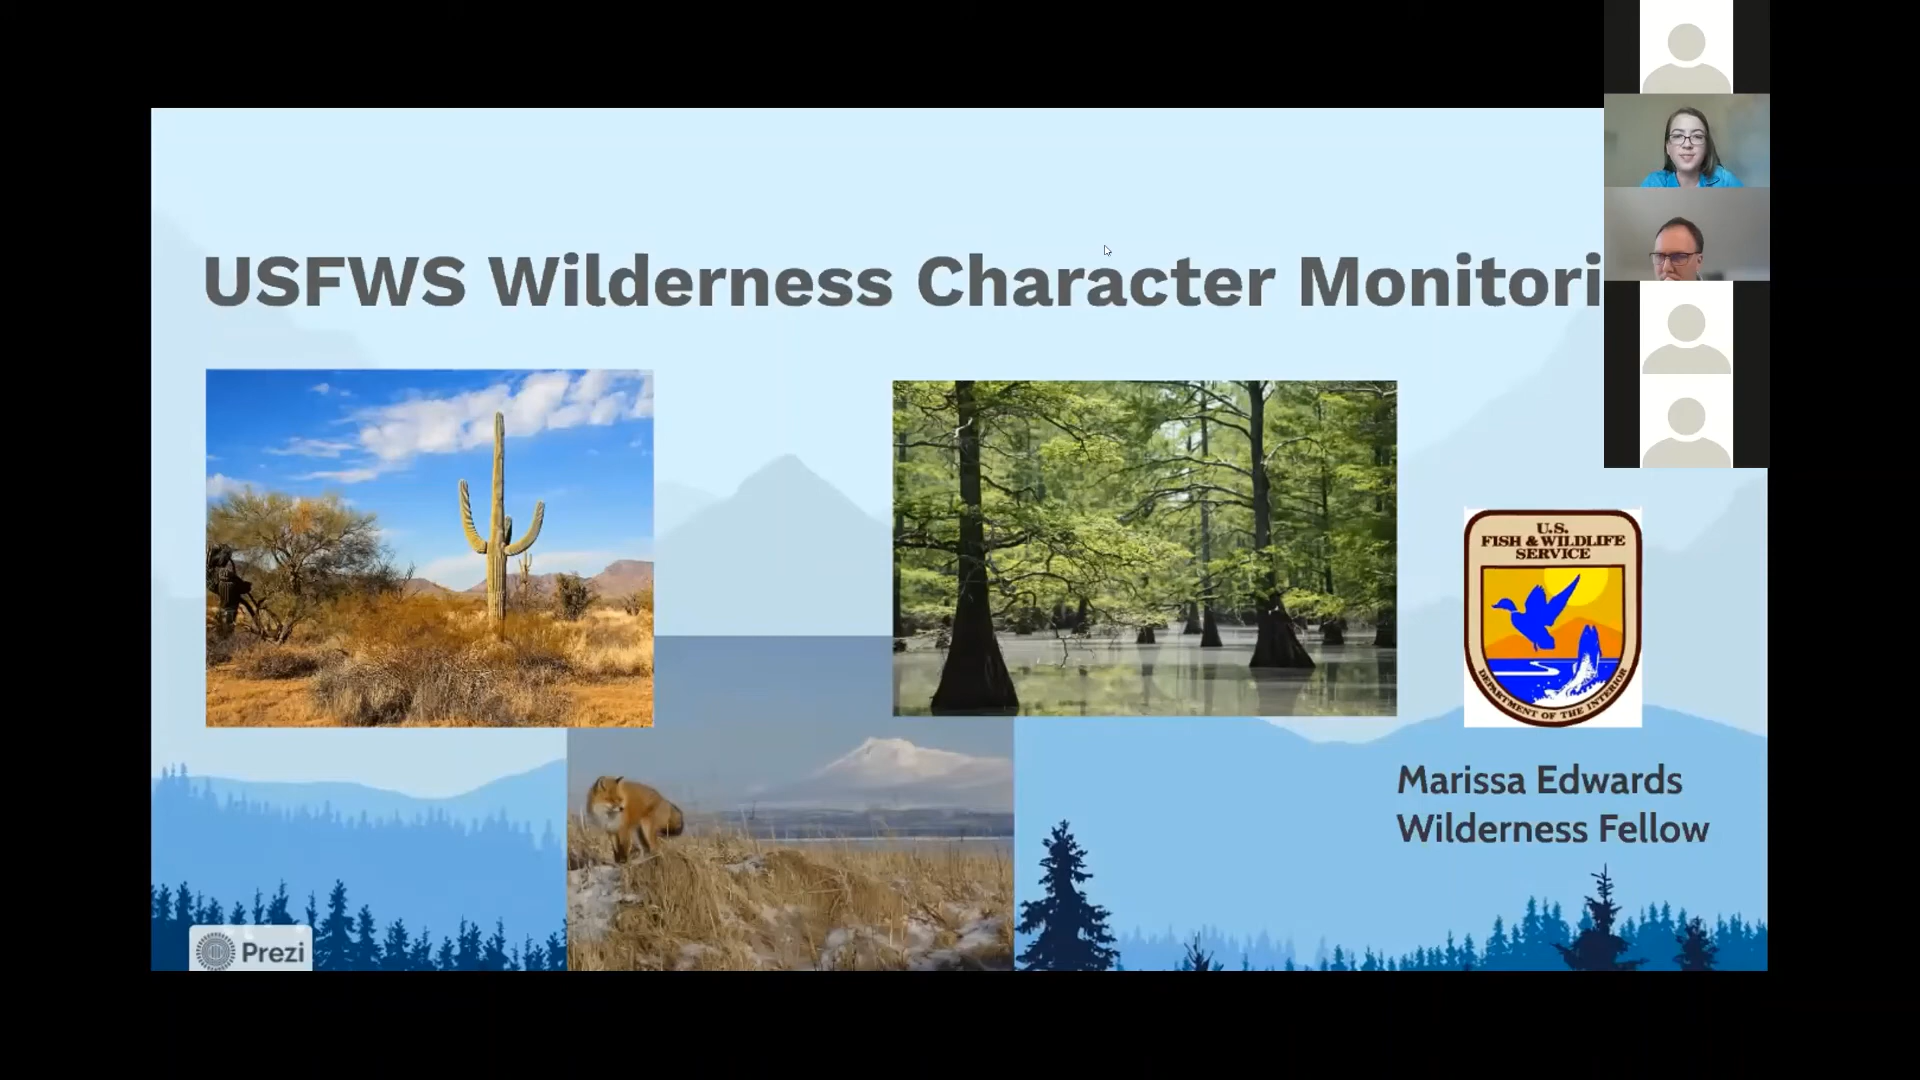 USFWS Wilderness Character Monitori
U.S.
FISH & WILDLIFE
SERVICE
DEPARTMENT OF THE INTERIOR
Marissa Edwards
Wilderness Fellow
Prezi